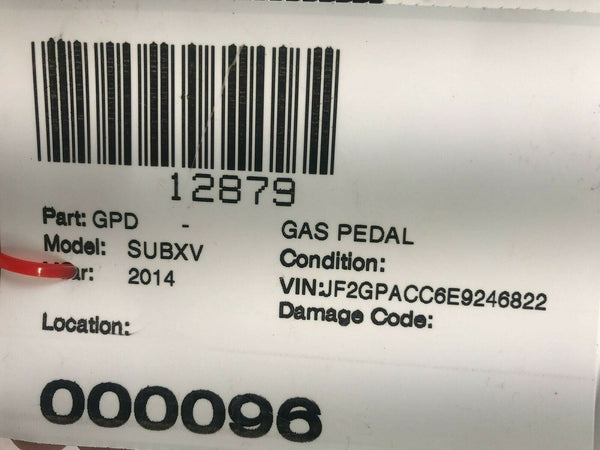 12879
Part: GPD - GAS PEDAL
Model: SUBXV Condition:
2014 VIN:JF2GPACC6E9246822
Location: Damage Code:
000096